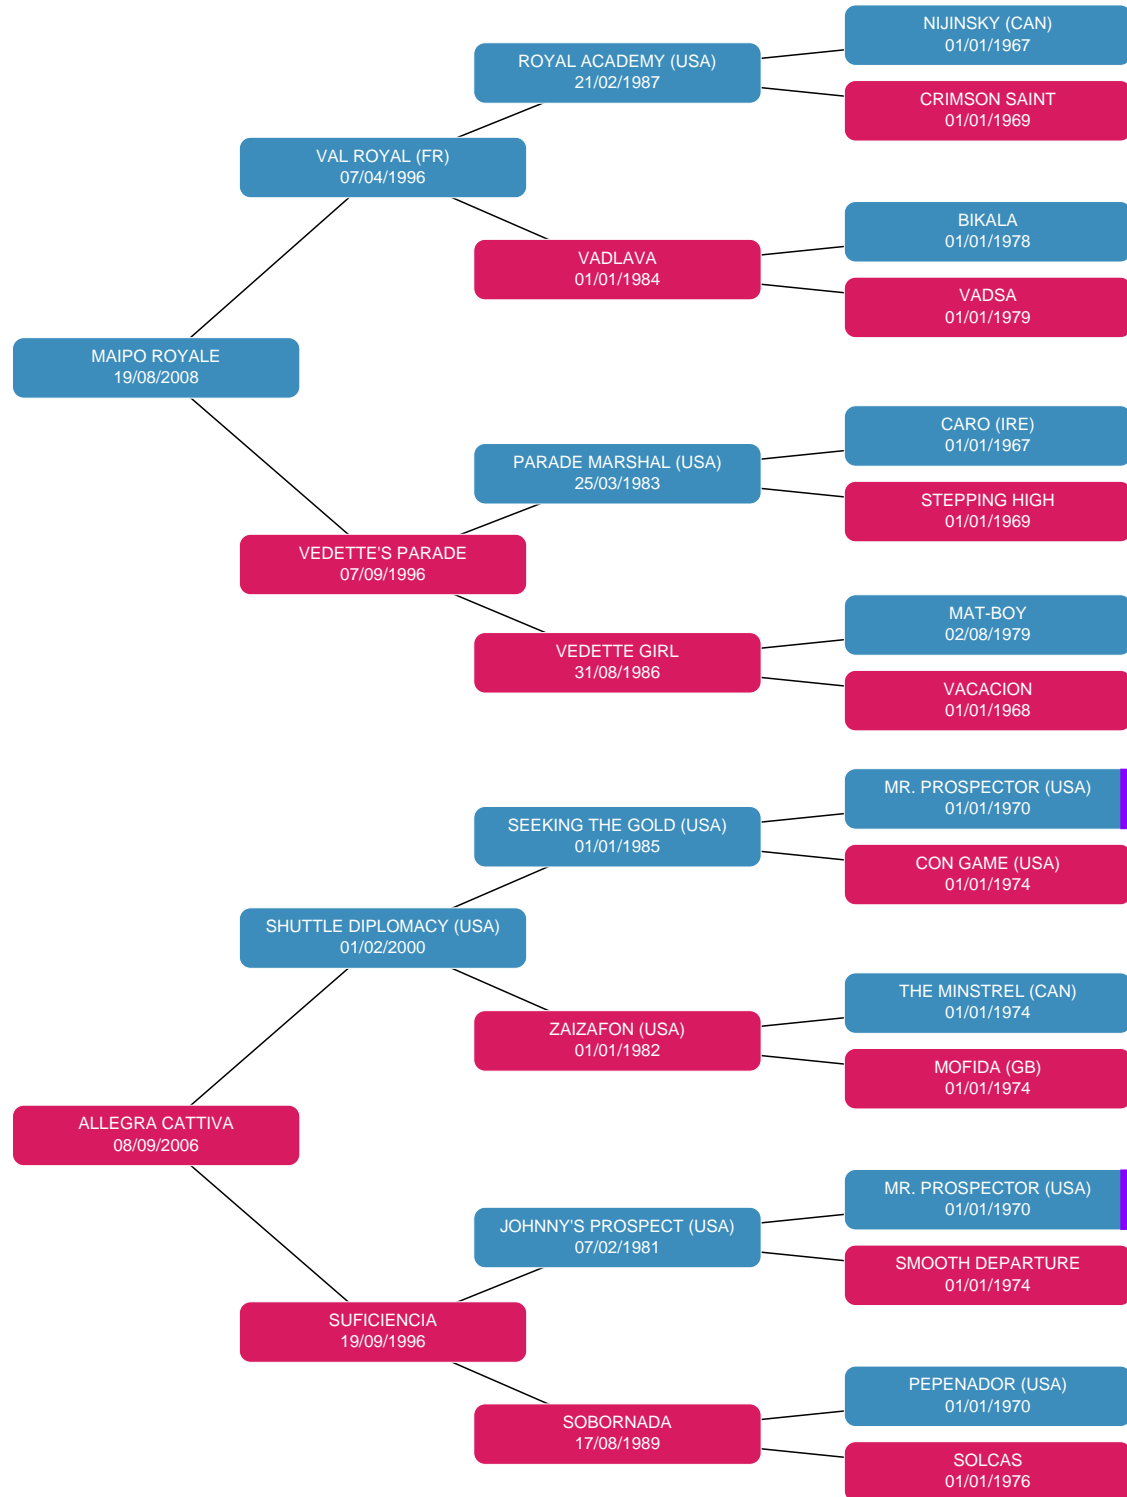 NIJINSKY (CAN)
01/01/1967
ROYAL ACADEMY (USA)
21/02/1987
CRIMSON SAINT
01/01/1969
VAL ROYAL (FR)
07/04/1996
BIKALA
01/01/1978
VADLAVA
01/01/1984
VADSA
01/01/1979
MAIPO ROYALE
19/08/2008
CARO (IRE)
01/01/1967
PARADE MARSHAL (USA)
25/03/1983
STEPPING HIGH
01/01/1969
VEDETTE'S PARADE
07/09/1996
MAT-BOY
02/08/1979
VEDETTE GIRL
31/08/1986
VACACION
01/01/1968
MR. PROSPECTOR (USA)
01/01/1970
SEEKING THE GOLD (USA)
01/01/1985
CON GAME (USA)
01/01/1974
SHUTTLE DIPLOMACY (USA)
01/02/2000
THE MINSTREL (CAN)
01/01/1974
ZAIZAFON (USA)
01/01/1982
MOFIDA (GB)
01/01/1974
ALLEGRA CATTIVA
08/09/2006
MR. PROSPECTOR (USA)
01/01/1970
JOHNNY'S PROSPECT (USA)
07/02/1981
SMOOTH DEPARTURE
01/01/1974
SUFICIENCIA
19/09/1996
PEPENADOR (USA)
01/01/1970
SOBORNADA
17/08/1989
SOLCAS
01/01/1976